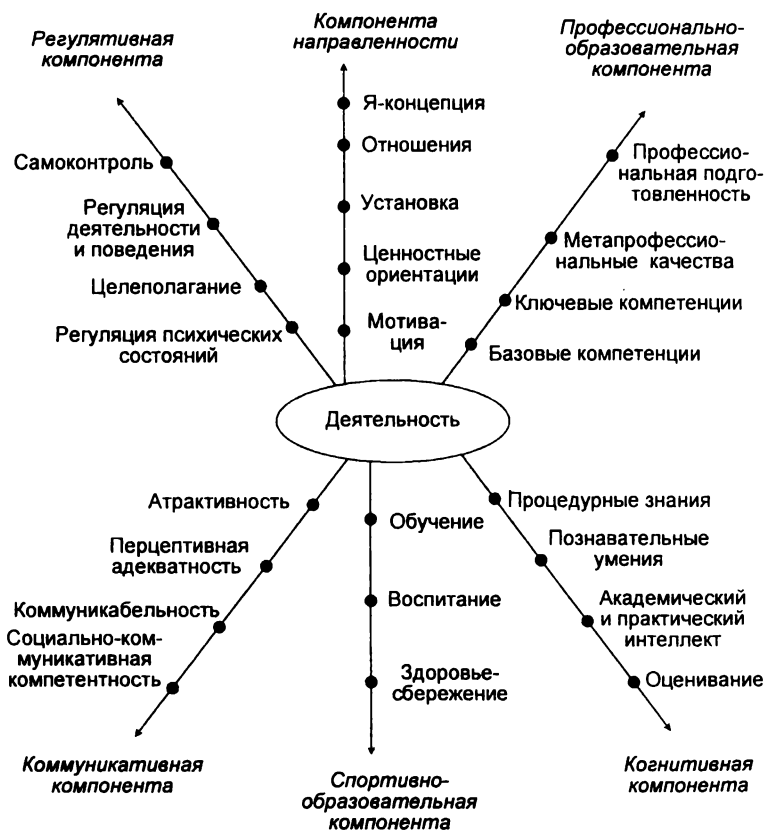 Регулятивная
компонента
Компонента
направленности
Профессионально-
образовательная
компонента
Самоконтроль
Регуляция
деятельности
и поведения
Целеполагание
Регуляция психических
состояний
Я-концепция
Отношения
Установка
Ценностные
ориентации
Мотива-
ция
Профессио-
нальная подго-
товленность
Метапрофессио-
нальные качества
Ключевые компетенции
Базовые компетенции
Деятельность
Атрактивность
Перцептивная
адекватность
Коммуникабельность
Социально-ком-
муникативная
компетентность
Коммуникативная
компонента
Обучение
Воспитание
Здоровье-
сбережение
Спортивно-
образовательная
компонента
Процедурные знания
Познавательные
умения
Академический
и практический
интеллект
Оценивание
Когнитивная
компонента